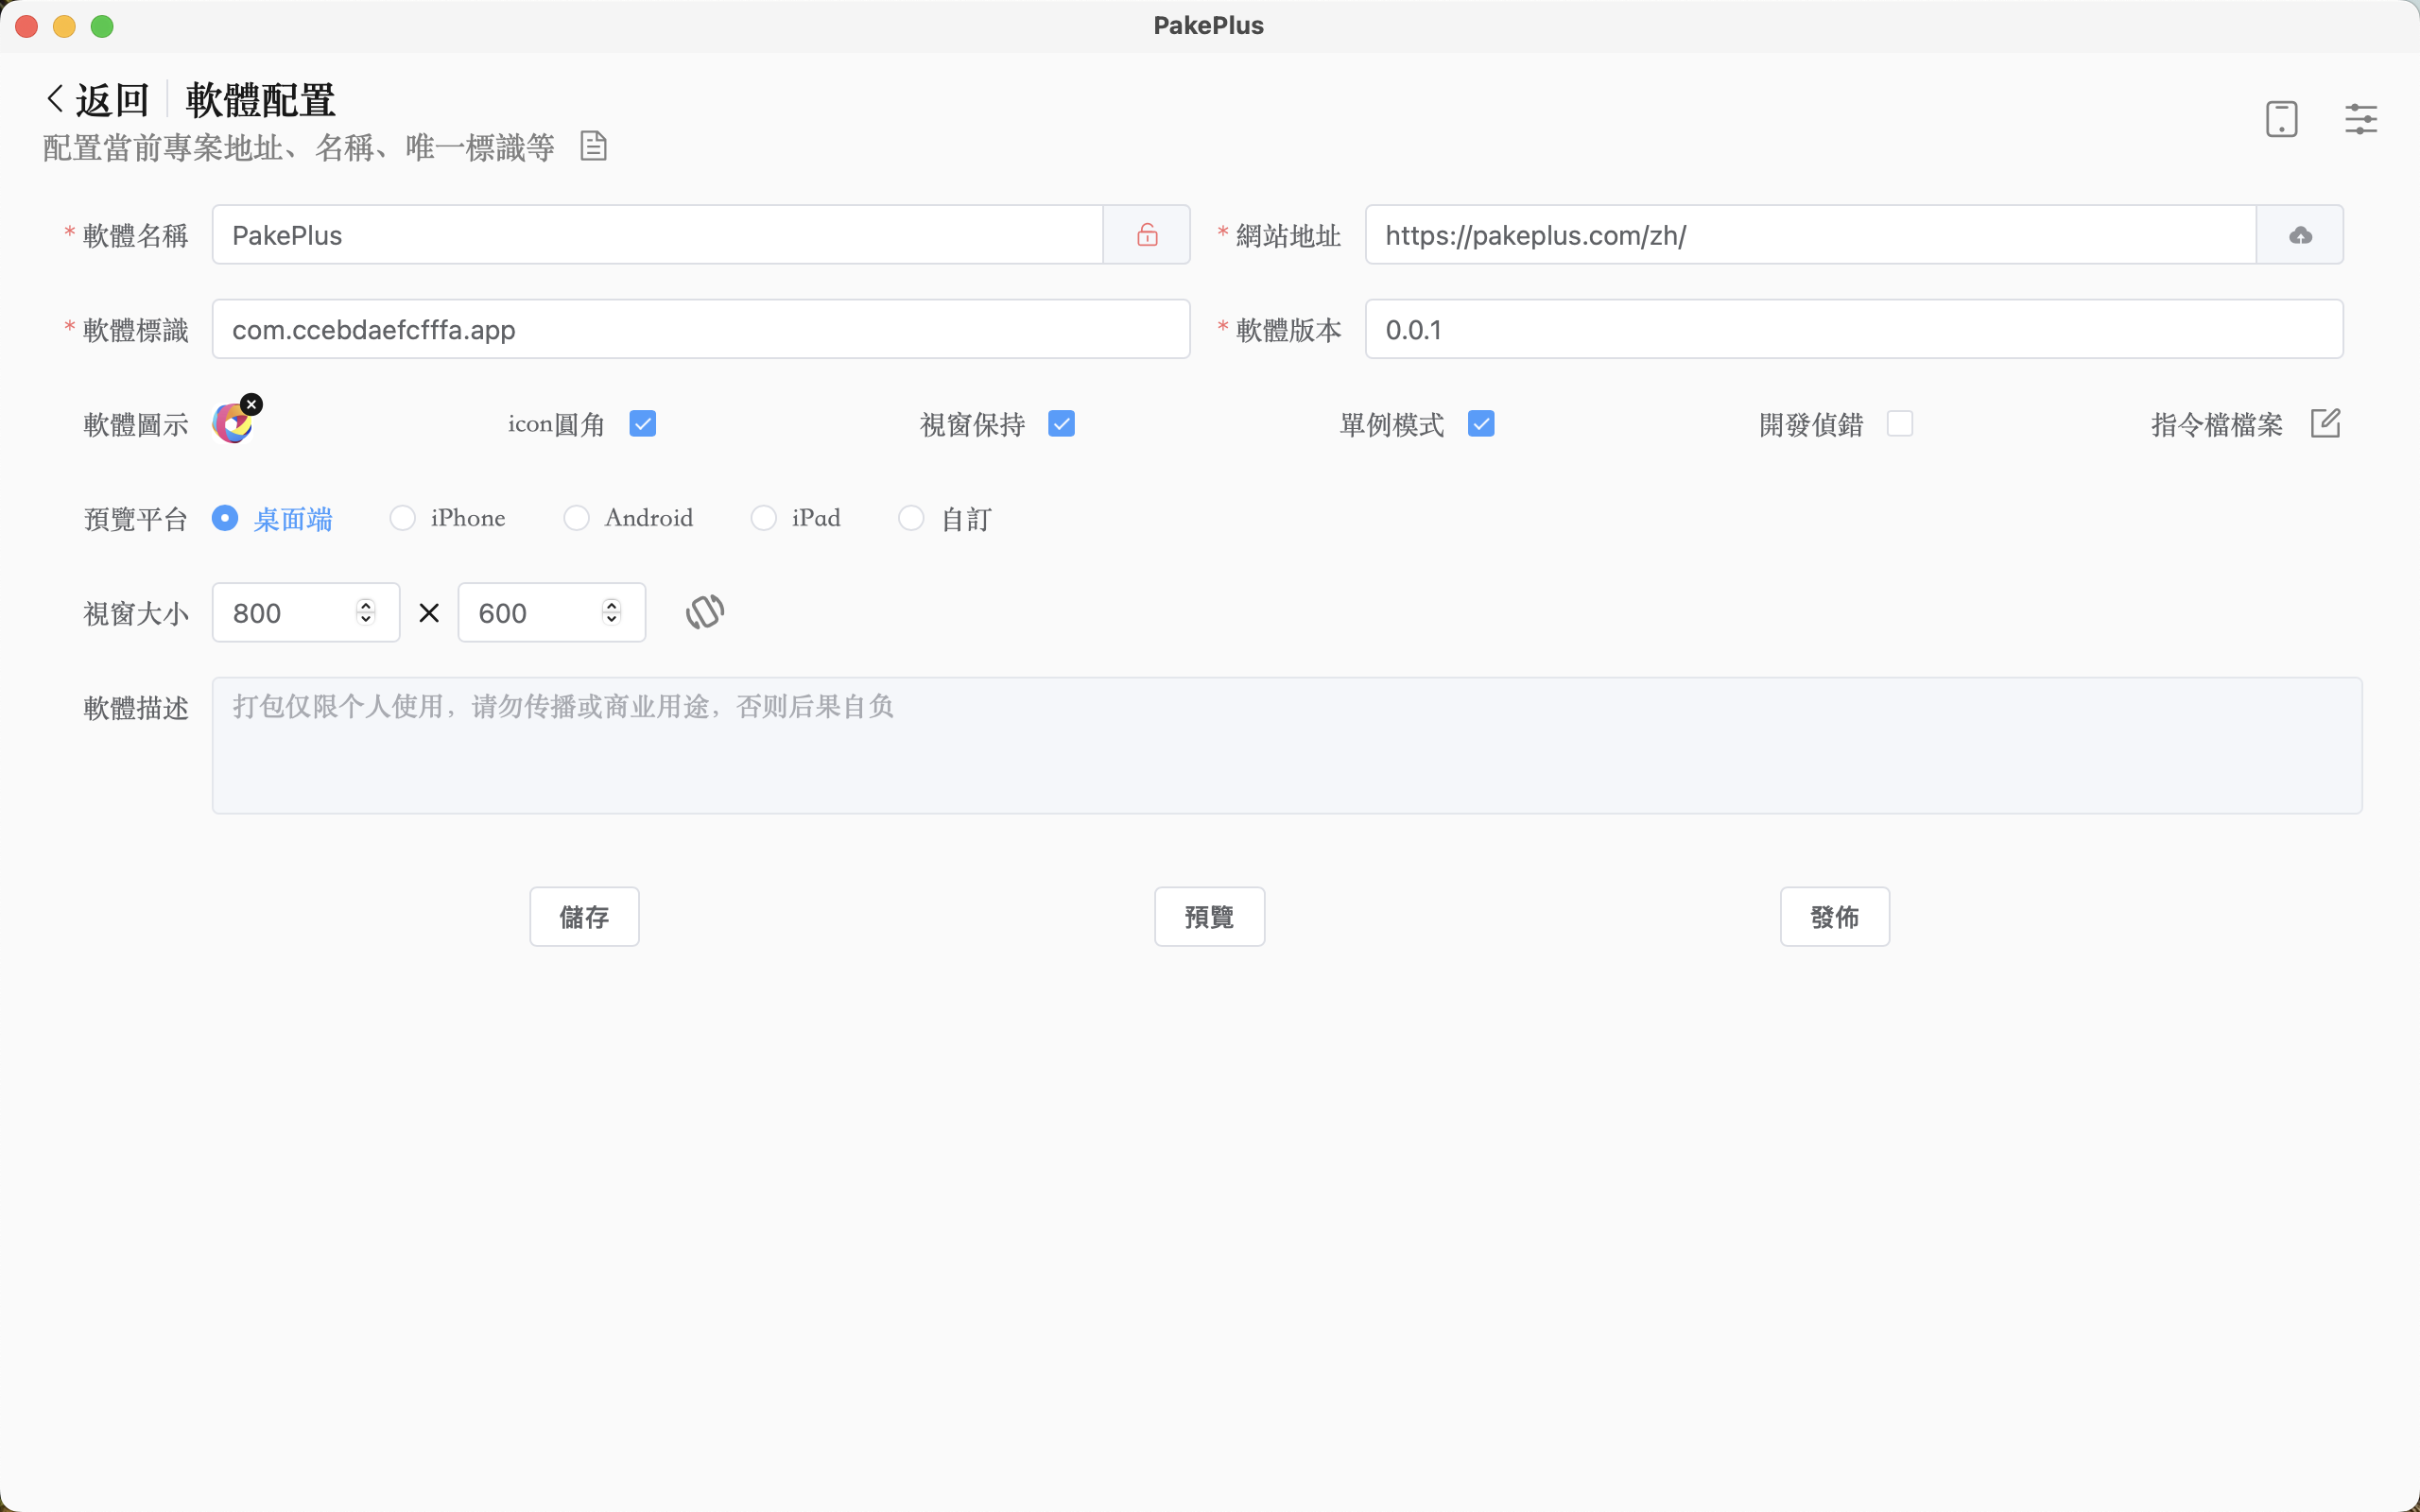 PakePlus
返回 軟體配置
配置當前專案地址、名稱、唯一標識等
* 軟體名稱 PakePlus * 網站地址 https://pakeplus.com/zh/
* 軟體標識 com.ccebdaefcfffa.app * 軟體版本 0.0.1
軟體圖示 icon圓角 視窗保持 單例模式 開發偵錯 指令檔檔案
預覽平台 桌面端 iPhone Android iPad 自訂
視窗大小 800 × 600
軟體描述 打包仅限个人使用，请勿传播或商业用途，否则后果自负
儲存 預覽 發佈